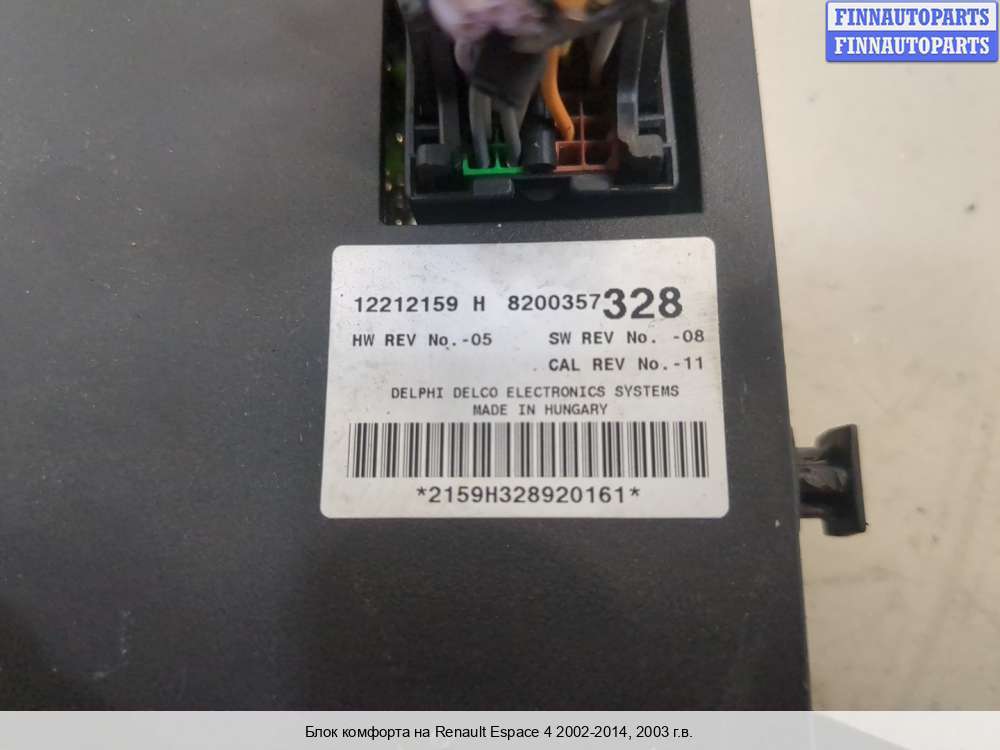 FINNAUTOPARTS
FINNAUTOPARTS
12212159 H 8200357328
HW REV No.-05 SW REV No. -08
CAL REV No.-11
DELPHI DELCO ELECTRONICS SYSTEMS
MADE IN HUNGARY
*2159H328920161*
Блок комфорта на Renault Espace 4 2002-2014, 2003 г.в.